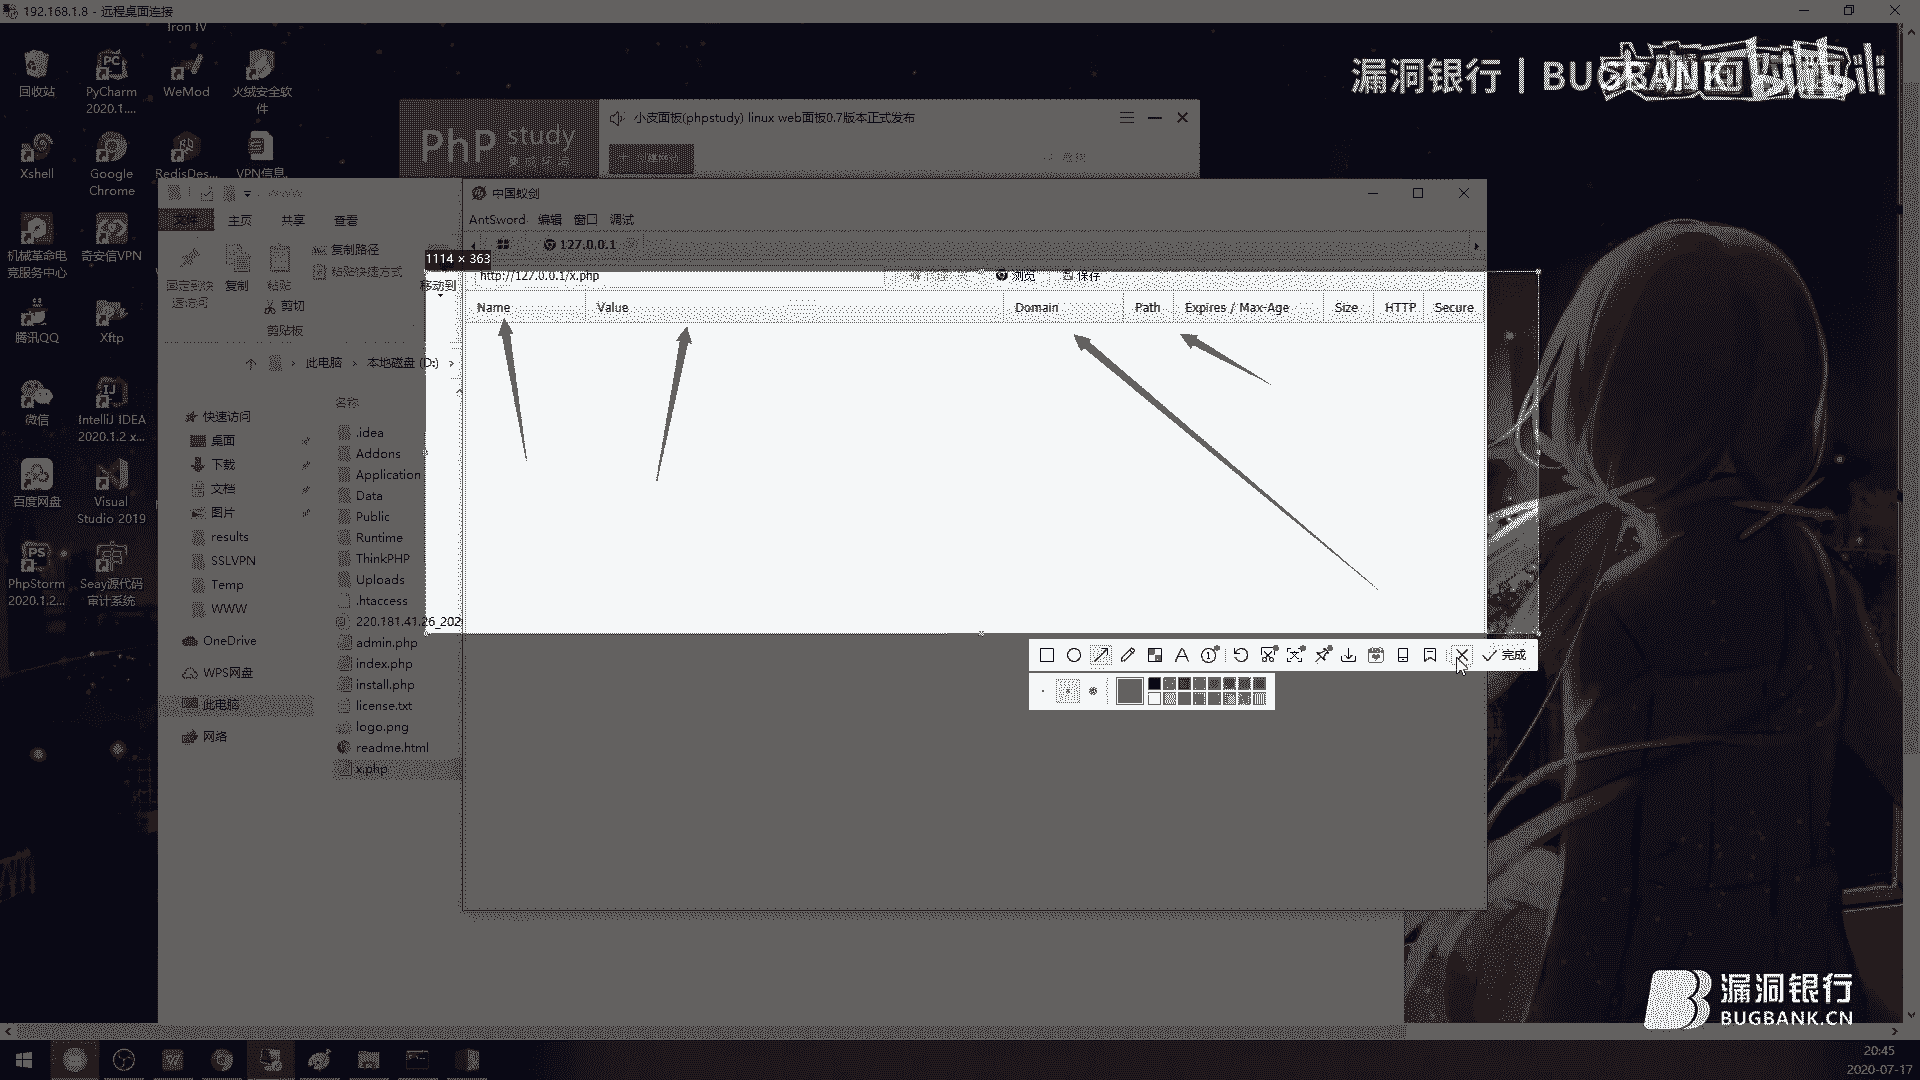 192.168.1.8 - 远程桌面连接
Iron IV
漏洞银行 | BUGBANK
bilibili
回收站
PyCharm
2020.1....
WeMod
火绒安全软
件
Xshell
Google
Chrome
RedisDes...
VPN信息.
机械革命电
竞服务中心
奇安信VPN
腾讯QQ
Xftp
微信
IntelliJ IDEA
2020.1.2 x...
百度网盘
Visual
Studio 2019
PhpStorm
2020.1.2...
Seay源代码
审计系统
PhP study
小皮面板(phpstudy) linux web面板0.7版本正式发布
文件 主页 共享 查看
固定到快
速访问
复制
粘贴
复制路径
粘贴快捷方式
剪切
移动到
剪贴板
此电脑 本地磁盘 (D:)
快速访问
桌面
下载
文档
图片
results
SSLVPN
Temp
WWW
OneDrive
WPS网盘
此电脑
网络
名称
.idea
Addons
Application
Data
Public
Runtime
ThinkPHP
Uploads
.htaccess
220.181.41.26_202
admin.php
index.php
install.php
license.txt
logo.png
readme.html
x.php
中国蚁剑
AntSword 编辑 窗口 调试
127.0.0.1
1114 × 363
http://127.0.0.1/x.php 浏览 保存
Name Value Domain Path Expires / Max-Age Size HTTP Secure
完成
漏洞银行
BUGBANK.CN
20:45
2020-07-17